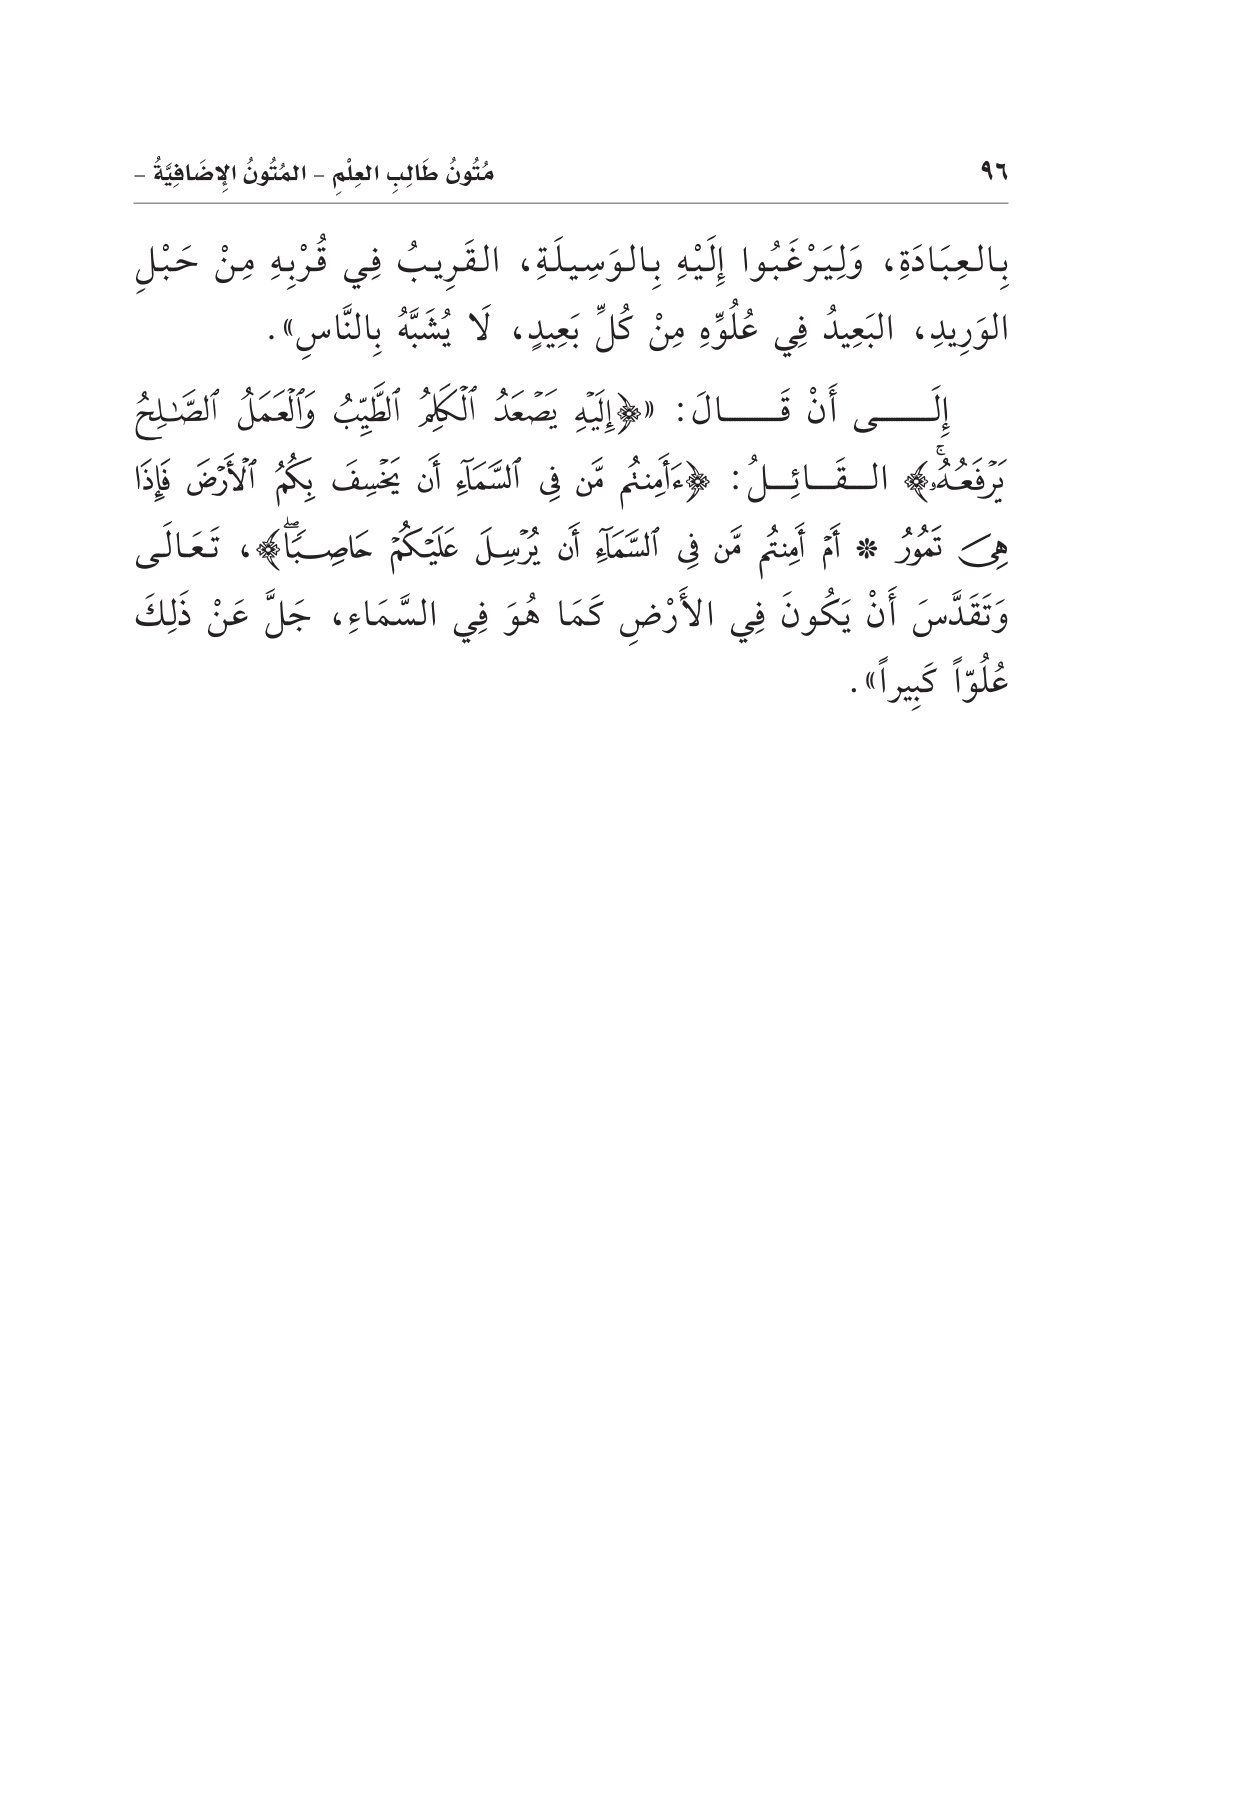 ٩٦ مُتُونُ طَالِبِ العِلْمِ – المُتُونُ الإِضَافِيَّةُ –
بِالعِبَادَةِ، وَلِيَرْغَبُوا إِلَيْهِ بِالوَسِيلَةِ، القَرِيبُ فِي قُرْبِهِ مِنْ حَبْلِ
الوَرِيدِ، البَعِيدُ فِي عُلُوِّهِ مِنْ كُلِّ بَعِيدٍ، لَا يُشَبَّهُ بِالنَّاسِ».
إِلَى أَنْ قَالَ: «﴿إِلَيْهِ يَصْعَدُ ٱلْكَلِمُ ٱلطَّيِّبُ وَٱلْعَمَلُ ٱلصَّٰلِحُ
يَرْفَعُهُۥۚ﴾ القَائِلُ: ﴿ءَأَمِنتُم مَّن فِى ٱلسَّمَآءِ أَن يَخْسِفَ بِكُمُ ٱلْأَرْضَ فَإِذَا
هِىَ تَمُورُ * أَمْ أَمِنتُم مَّن فِى ٱلسَّمَآءِ أَن يُرْسِلَ عَلَيْكُمْ حَاصِبًاۖ﴾، تَعَالَى
وَتَقَدَّسَ أَنْ يَكُونَ فِي الأَرْضِ كَمَا هُوَ فِي السَّمَاءِ، جَلَّ عَنْ ذَلِكَ
عُلُوّاً كَبِيراً».